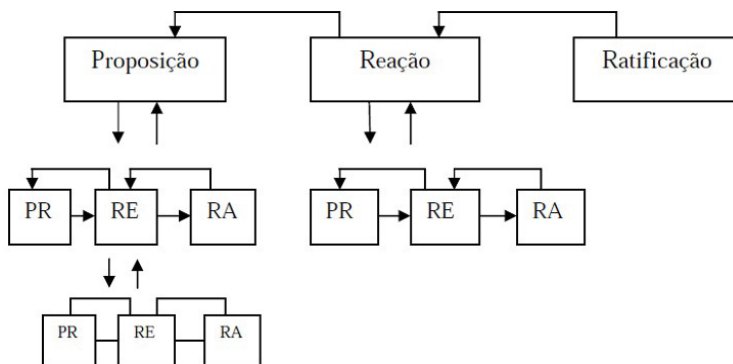 Proposição
Reação
Ratificação
PR
RE
RA
PR
RE
RA
PR
RE
RA